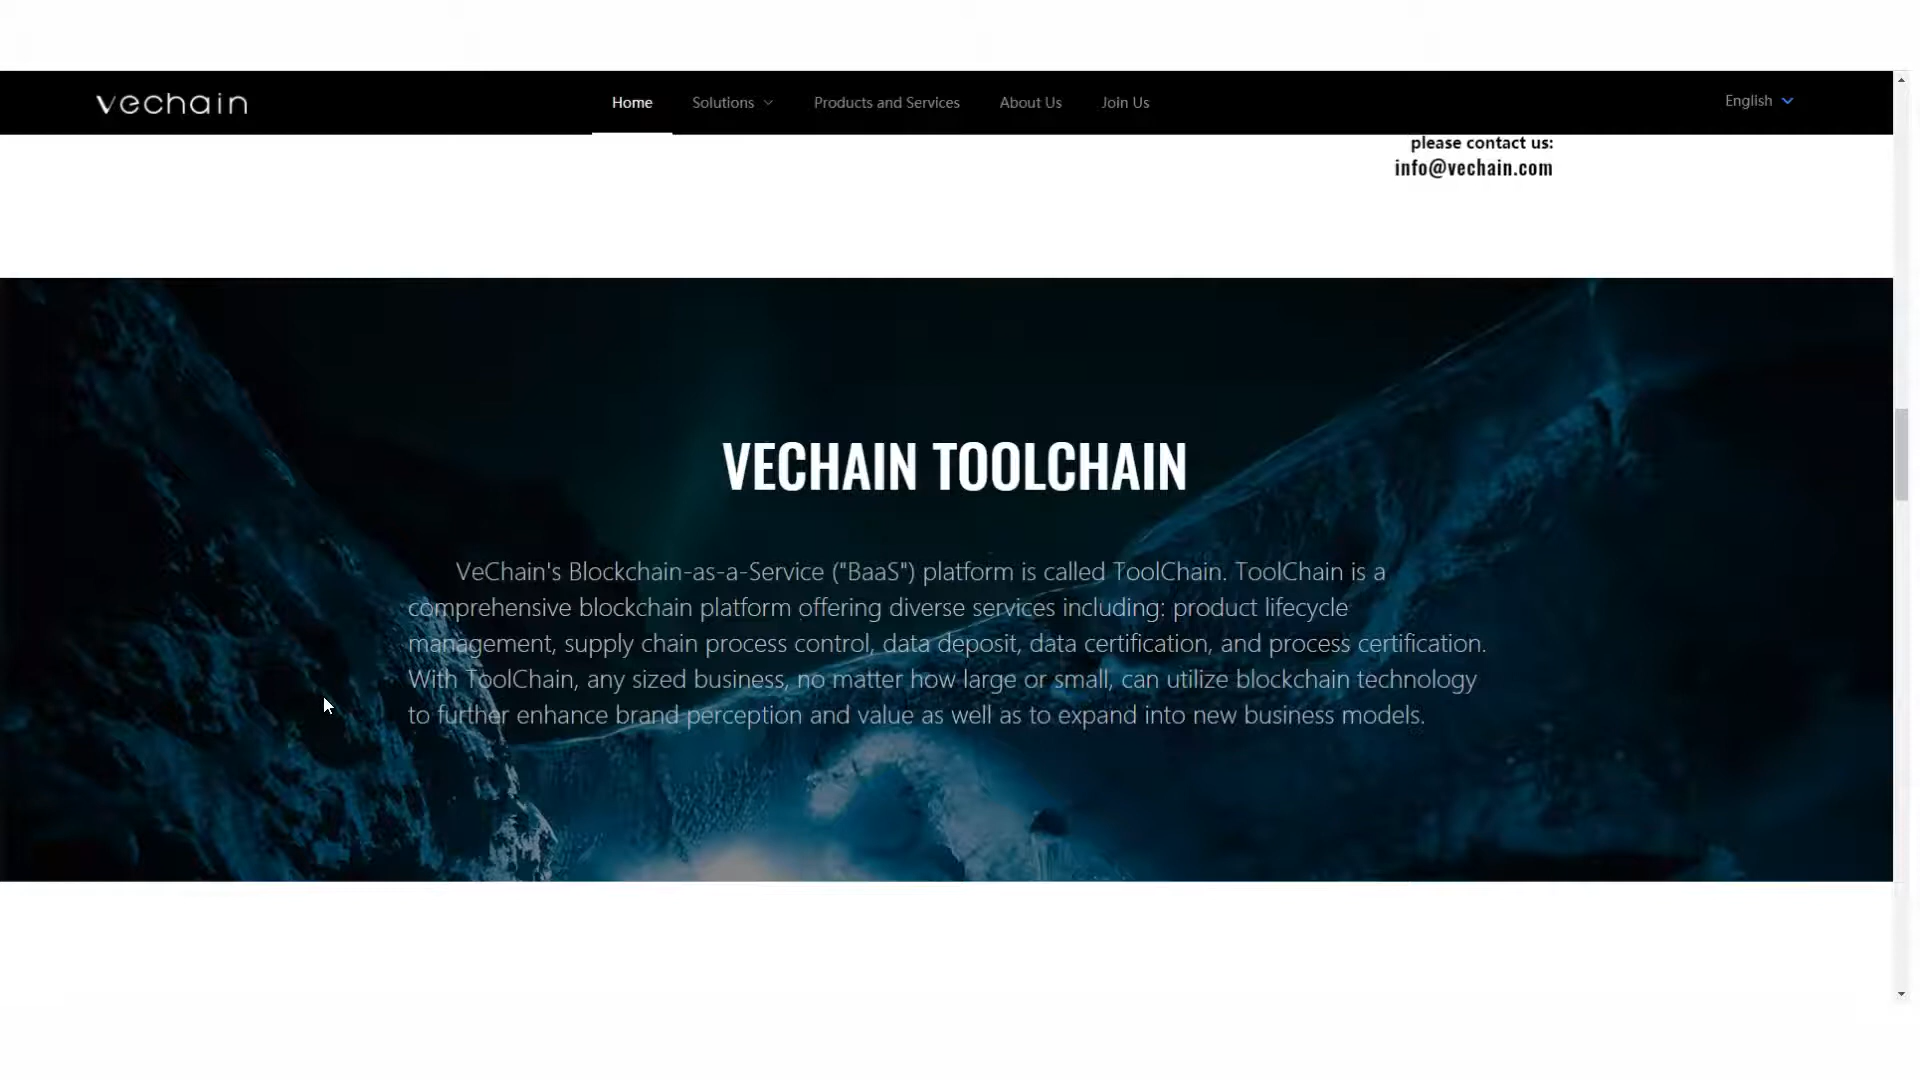 vechain
Home Solutions Products and Services About Us Join Us English
please contact us:
info@vechain.com
VECHAIN TOOLCHAIN
VeChain's Blockchain-as-a-Service ("BaaS") platform is called ToolChain. ToolChain is a
comprehensive blockchain platform offering diverse services including: product lifecycle
management, supply chain process control, data deposit, data certification, and process certification.
With ToolChain, any sized business, no matter how large or small, can utilize blockchain technology
to further enhance brand perception and value as well as to expand into new business models.